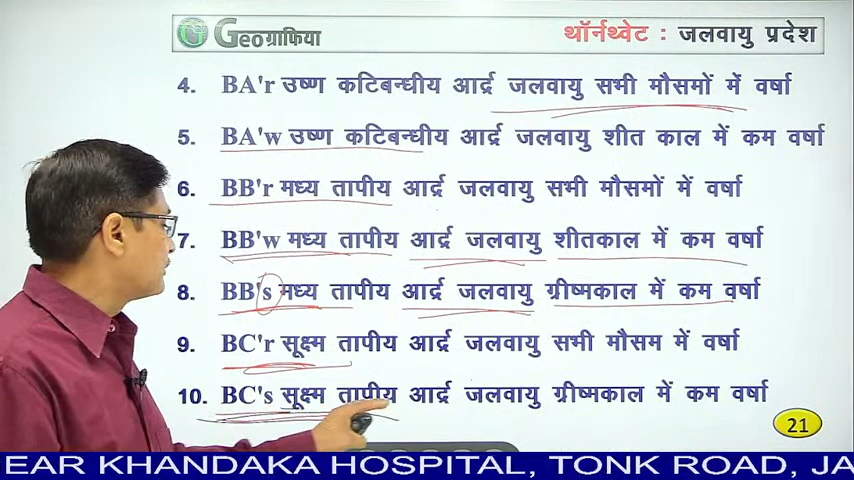 Geoग्राफिया
थॉर्नथ्वेट : जलवायु प्रदेश
4. BA'r उष्ण कटिबन्धीय आर्द्र जलवायु सभी मौसमों में वर्षा
5. BA'w उष्ण कटिबन्धीय आर्द्र जलवायु शीत काल में कम वर्षा
6. BB'r मध्य तापीय आर्द्र जलवायु सभी मौसमों में वर्षा
7. BB'w मध्य तापीय आर्द्र जलवायु शीतकाल में कम वर्षा
8. BB's मध्य तापीय आर्द्र जलवायु ग्रीष्मकाल में कम वर्षा
9. BC'r सूक्ष्म तापीय आर्द्र जलवायु सभी मौसम में वर्षा
10. BC's सूक्ष्म तापीय आर्द्र जलवायु ग्रीष्मकाल में कम वर्षा
21
EAR KHANDAKA HOSPITAL, TONK ROAD, JA